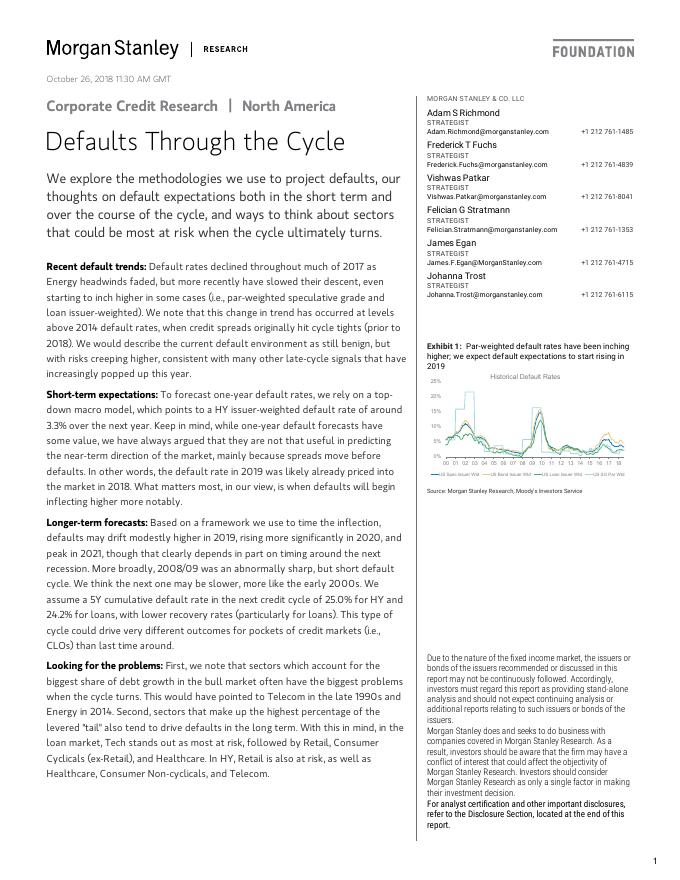 Morgan Stanley | RESEARCH
FOUNDATION
October 26, 2018 11:30 AM GMT
Corporate Credit Research | North America
Defaults Through the Cycle
We explore the methodologies we use to project defaults, our
thoughts on default expectations both in the short term and
over the course of the cycle, and ways to think about sectors
that could be most at risk when the cycle ultimately turns.
Recent default trends: Default rates declined throughout much of 2017 as
Energy headwinds faded, but more recently have slowed their descent, even
starting to inch higher in some cases (i.e., par-weighted speculative grade and
loan issuer-weighted). We note that this change in trend has occurred at levels
above 2014 default rates, when credit spreads originally hit cycle tights (prior to
2018). We would describe the current default environment as still benign, but
with risks creeping higher, consistent with many other late-cycle signals that have
increasingly popped up this year.
Short-term expectations: To forecast one-year default rates, we rely on a top-
down macro model, which points to a HY issuer-weighted default rate of around
3.3% over the next year. Keep in mind, while one-year default forecasts have
some value, we have always argued that they are not that useful in predicting
the near-term direction of the market, mainly because spreads move before
defaults. In other words, the default rate in 2019 was likely already priced into
the market in 2018. What matters most, in our view, is when defaults will begin
inflecting higher more notably.
Longer-term forecasts: Based on a framework we use to time the inflection,
defaults may drift modestly higher in 2019, rising more significantly in 2020, and
peak in 2021, though that clearly depends in part on timing around the next
recession. More broadly, 2008/09 was an abnormally sharp, but short default
cycle. We think the next one may be slower, more like the early 2000s. We
assume a 5Y cumulative default rate in the next credit cycle of 25.0% for HY and
24.2% for loans, with lower recovery rates (particularly for loans). This type of
cycle could drive very different outcomes for pockets of credit markets (i.e.,
CLOs) than last time around.
Looking for the problems: First, we note that sectors which account for the
biggest share of debt growth in the bull market often have the biggest problems
when the cycle turns. This would have pointed to Telecom in the late 1990s and
Energy in 2014. Second, sectors that make up the highest percentage of the
levered "tail" also tend to drive defaults in the long term. With this in mind, in the
loan market, Tech stands out as most at risk, followed by Retail, Consumer
Cyclicals (ex-Retail), and Healthcare. In HY, Retail is also at risk, as well as
Healthcare, Consumer Non-cyclicals, and Telecom.
MORGAN STANLEY & CO. LLC
Adam S Richmond
STRATEGIST
Adam.Richmond@morganstanley.com +1 212 761-1485
Frederick T Fuchs
STRATEGIST
Frederick.Fuchs@morganstanley.com +1 212 761-4839
Vishwas Patkar
STRATEGIST
Vishwas.Patkar@morganstanley.com +1 212 761-8041
Felician G Stratmann
STRATEGIST
Felician.Stratmann@morganstanley.com +1 212 761-1353
James Egan
STRATEGIST
James.F.Egan@MorganStanley.com +1 212 761-4715
Johanna Trost
STRATEGIST
Johanna.Trost@morganstanley.com +1 212 761-6115
Exhibit 1: Par-weighted default rates have been inching
higher; we expect default expectations to start rising in
2019
Historical Default Rates
25%
20%
15%
10%
5%
0%
00 01 02 03 04 05 06 07 08 09 10 11 12 13 14 15 16 17 18
US Spec Issuer Wtd US Bond Issuer Wtd US Loan Issuer Wtd US SG Par Wtd
Source: Morgan Stanley Research, Moody's Investors Service
Due to the nature of the fixed income market, the issuers or
bonds of the issuers recommended or discussed in this
report may not be continuously followed. Accordingly,
investors must regard this report as providing stand-alone
analysis and should not expect continuing analysis or
additional reports relating to such issuers or bonds of the
issuers.
Morgan Stanley does and seeks to do business with
companies covered in Morgan Stanley Research. As a
result, investors should be aware that the firm may have a
conflict of interest that could affect the objectivity of
Morgan Stanley Research. Investors should consider
Morgan Stanley Research as only a single factor in making
their investment decision.
For analyst certification and other important disclosures,
refer to the Disclosure Section, located at the end of this
report.
1